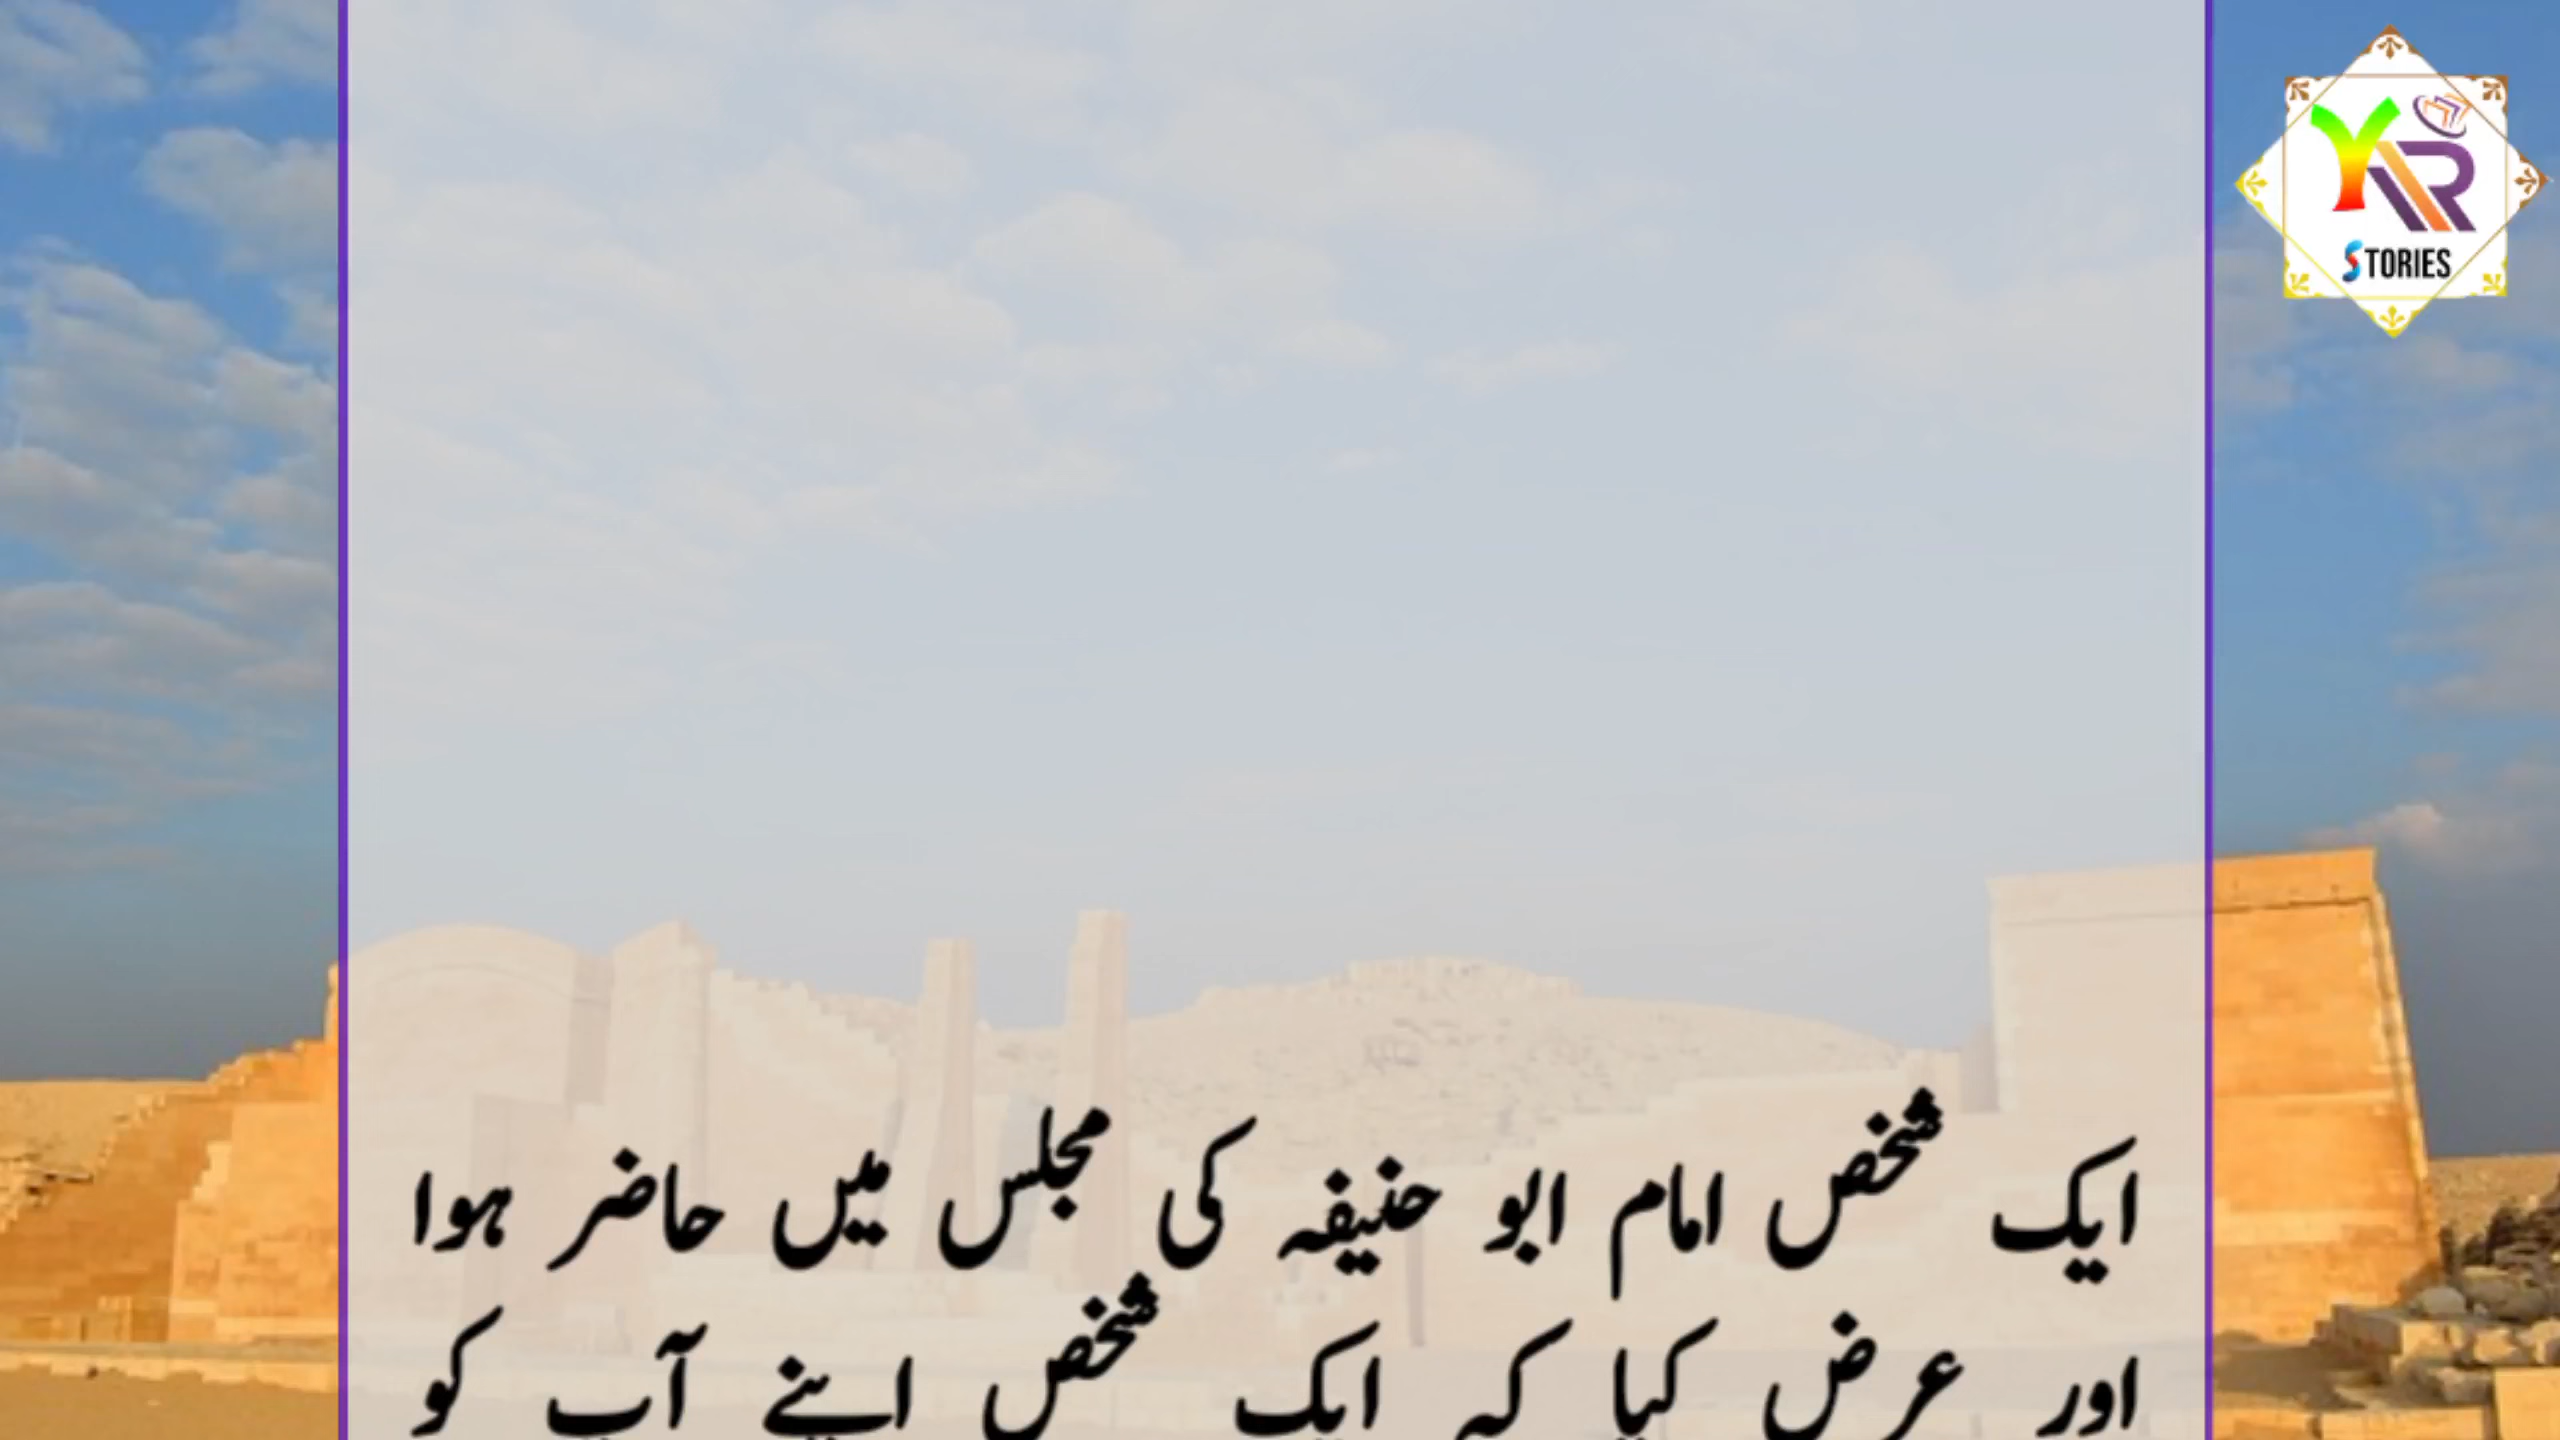 YR
STORIES
ایک شخص امام ابو حنیفہ کی مجلس میں حاضر ہوا
اور عرض کیا کہ ایک شخص اپنے آپ کو